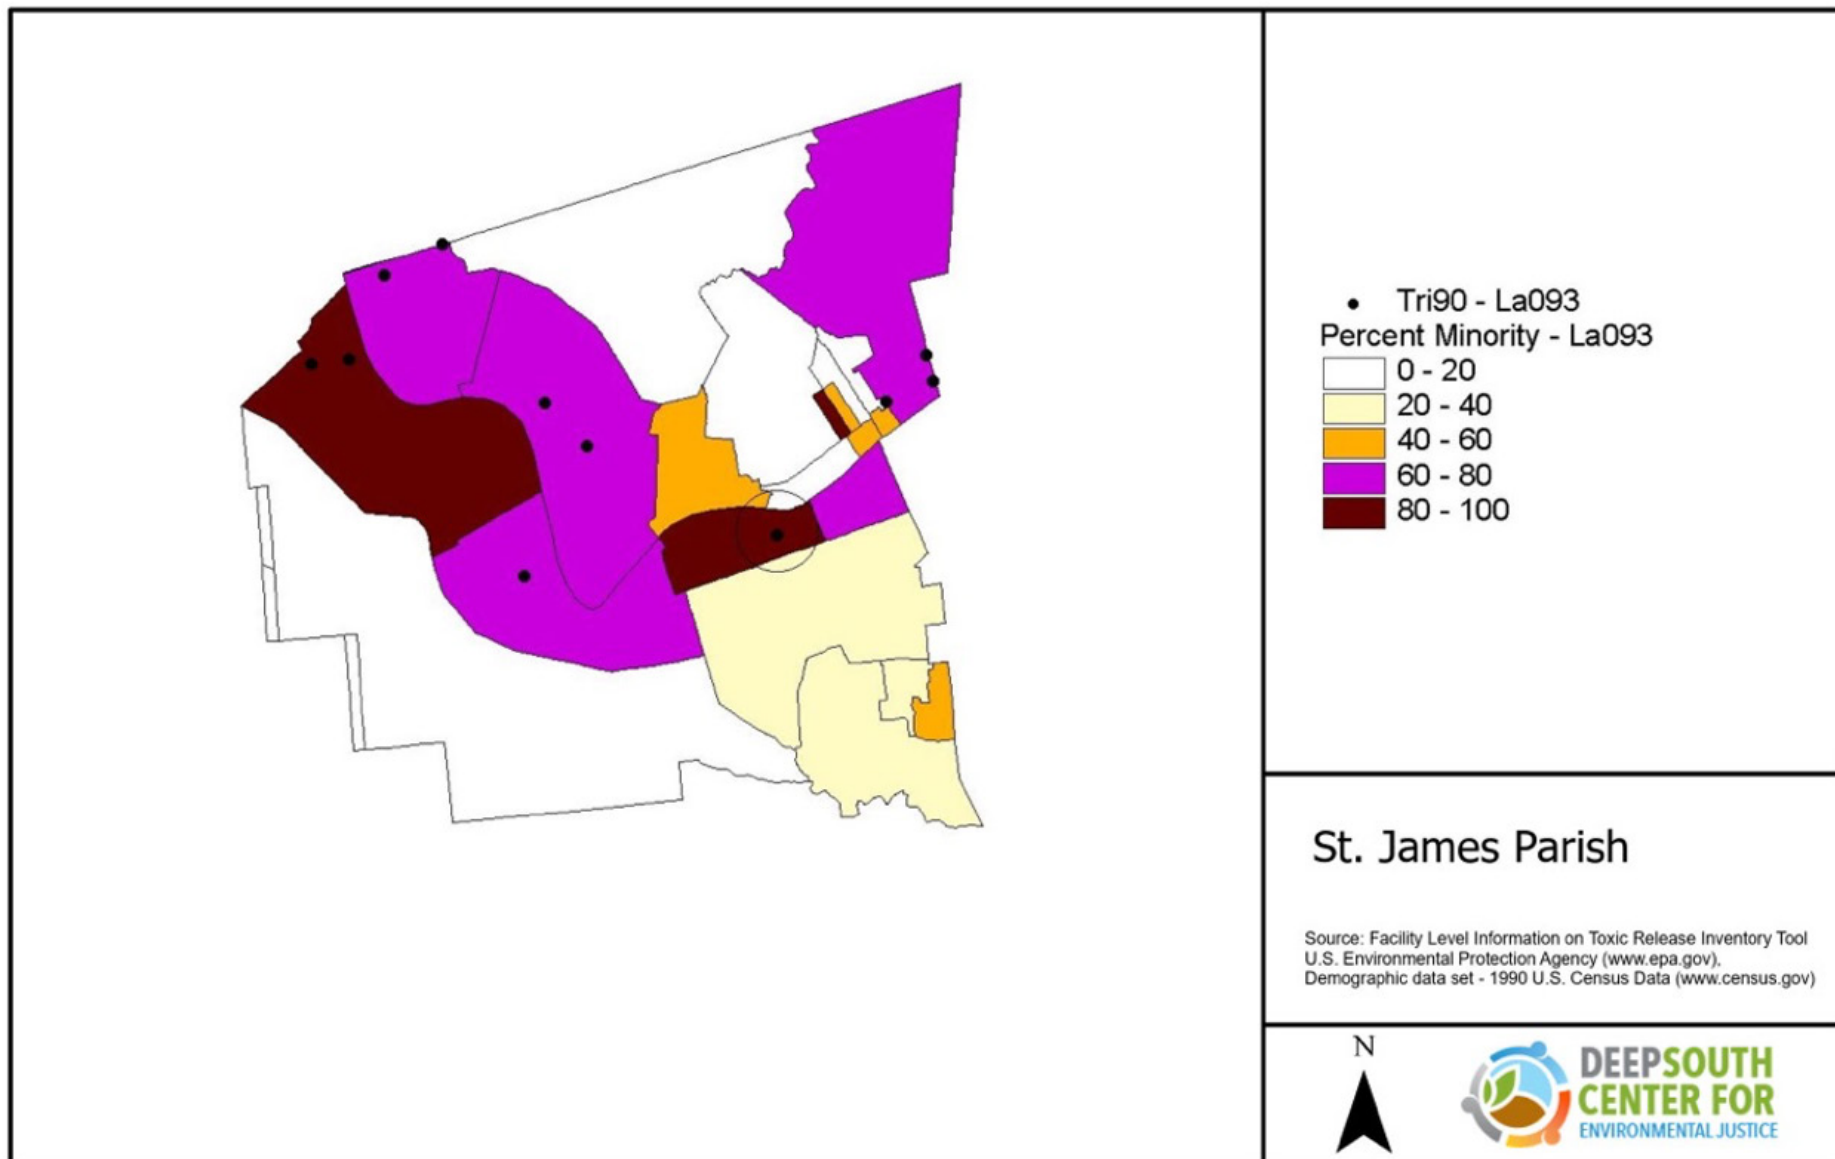 Tri90 - La093
Percent Minority - La093
0 - 20
20 - 40
40 - 60
60 - 80
80 - 100
St. James Parish
Source: Facility Level Information on Toxic Release Inventory Tool
U.S. Environmental Protection Agency (www.epa.gov),
Demographic data set - 1990 U.S. Census Data (www.census.gov)
N
DEEPSOUTH
CENTER FOR
ENVIRONMENTAL JUSTICE